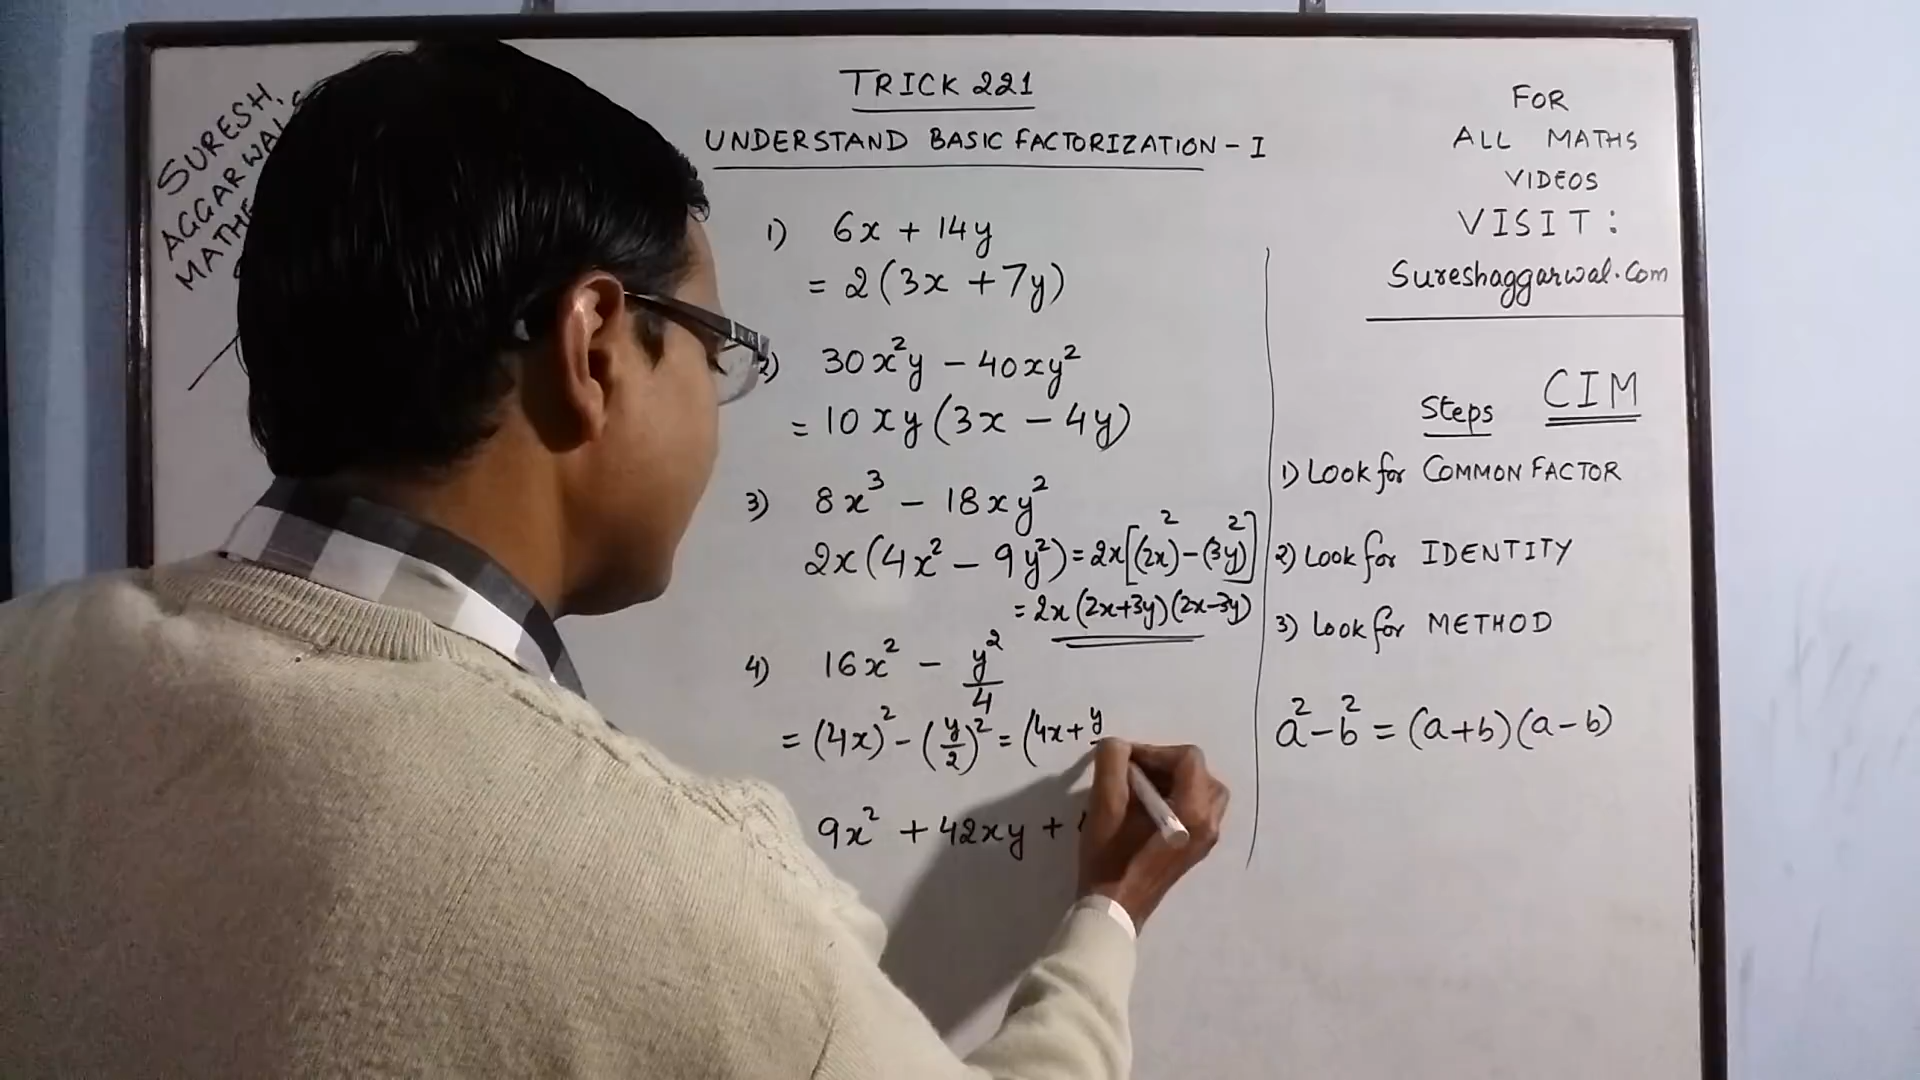 SURESH
AGGARWAL
MATHE
TRICK 221
UNDERSTAND BASIC FACTORIZATION - I
1) 6x + 14y
= 2(3x + 7y)
2) 30x²y - 40xy²
= 10xy(3x - 4y)
3) 8x³ - 18xy²
2x(4x² - 9y²) = 2x[(2x)² - (3y)²]
= 2x(2x+3y)(2x-3y)
4) 16x² - y²/4
= (4x)² - (y/2)² = (4x + y
9x² + 42xy +
FOR
ALL MATHS
VIDEOS
VISIT:
Sureshaggarwal.Com
Steps CIM
1) Look for COMMON FACTOR
2) Look for IDENTITY
3) Look for METHOD
a² - b² = (a+b)(a-b)